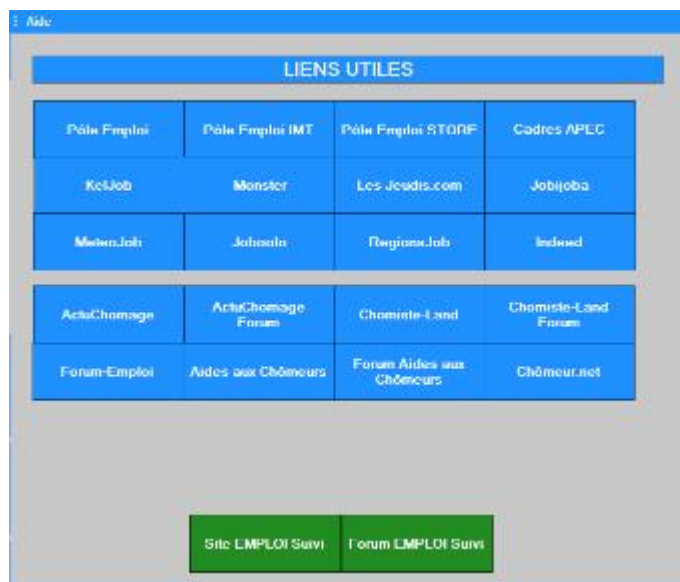 Aide
LIENS UTILES
Pôle Emploi
Pôle Emploi IMT
Pôle Emploi STORE
Cadres APEC
KelJob
Monster
Les Jeudis.com
Jobijoba
MeteoJob
Joboolo
RegionsJob
Indeed
ActuChomage
ActuChomage
Forum
Chomiste-Land
Chomiste-Land
Forum
Forum-Emploi
Aides aux Chômeurs
Forum Aides aux
Chômeurs
Chômeur.net
Site EMPLOI Suivi
Forum EMPLOI Suivi